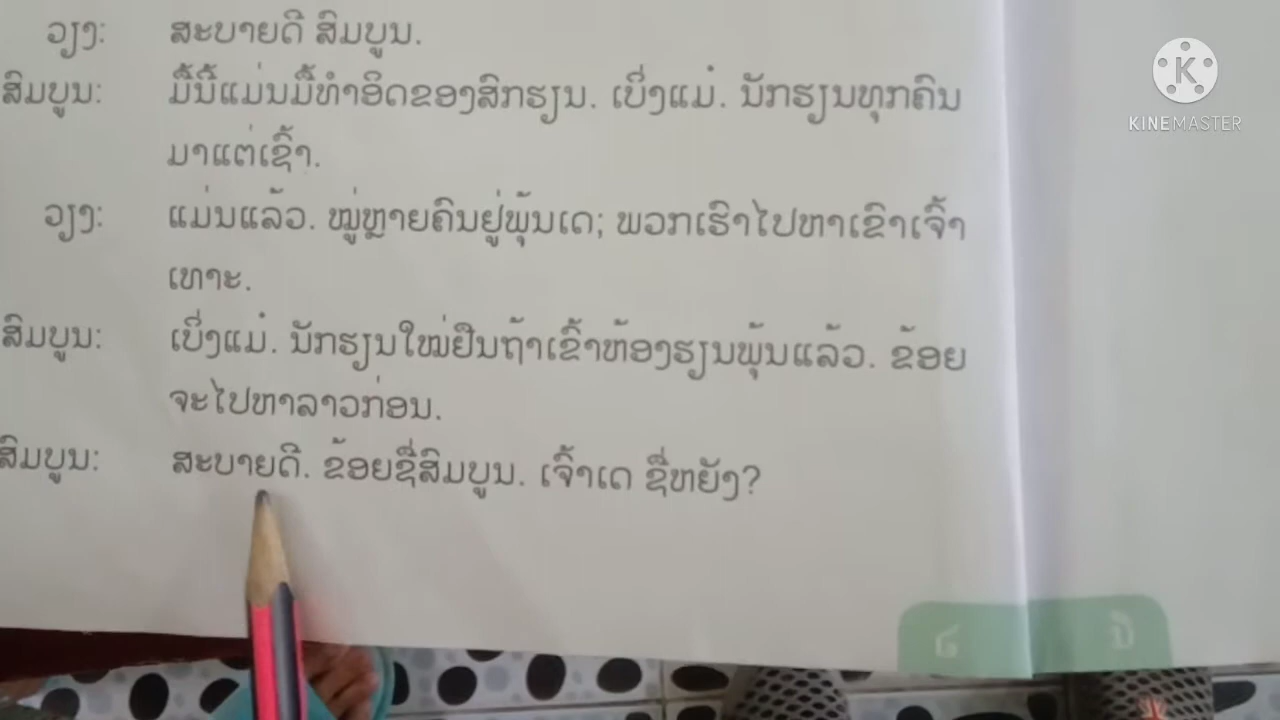 ວຽງ: ສະບາຍດີ ສົມບູນ.
ສົມບູນ: ມື້ນີ້ແມ່ນມື້ທຳອິດຂອງສົກຮຽນ. ເບິ່ງແມ໋. ນັກຮຽນທຸກຄົນ
ມາແຕ່ເຊົ້າ.
ວຽງ: ແມ່ນແລ້ວ. ໝູ່ຫຼາຍຄົນຢູ່ພຸ້ນເດ; ພວກເຮົາໄປຫາເຂົາເຈົ້າ
ເທາະ.
ສົມບູນ: ເບິ່ງແມ໋. ນັກຮຽນໃໝ່ຢືນຖ້າເຂົ້າຫ້ອງຮຽນພຸ້ນແລ້ວ. ຂ້ອຍ
ຈະໄປຫາລາວກ່ອນ.
ສົມບູນ: ສະບາຍດີ. ຂ້ອຍຊື່ສົມບູນ. ເຈົ້າເດ ຊື່ຫຍັງ?
KINEMASTER